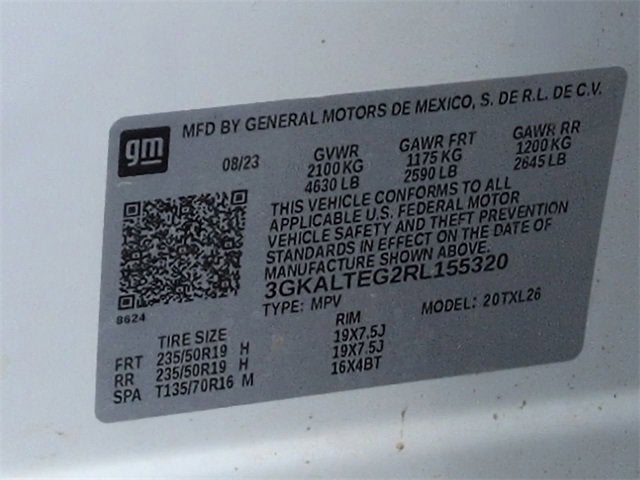 gm
MFD BY GENERAL MOTORS DE MEXICO, S. DE R.L. DE C.V.
08/23 GVWR GAWR FRT GAWR RR
2100 KG 1175 KG 1200 KG
4630 LB 2590 LB 2645 LB
THIS VEHICLE CONFORMS TO ALL
APPLICABLE U.S. FEDERAL MOTOR
VEHICLE SAFETY AND THEFT PREVENTION
STANDARDS IN EFFECT ON THE DATE OF
MANUFACTURE SHOWN ABOVE.
3GKALTEG2RL155320
8624
TYPE: MPV MODEL: 20TXL26
TIRE SIZE RIM
FRT 235/50R19 H 19X7.5J
RR 235/50R19 H 19X7.5J
SPA T135/70R16 M 16X4BT